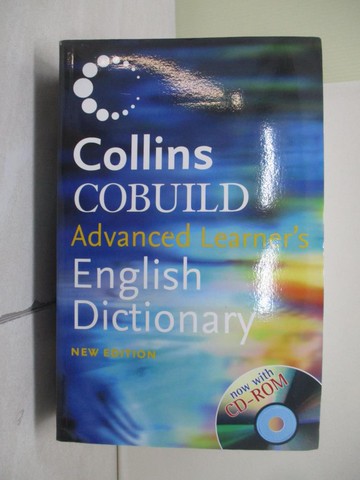 Collins
COBUILD
Advanced Learner's
English
Dictionary
NEW EDITION
now with
CD-ROM